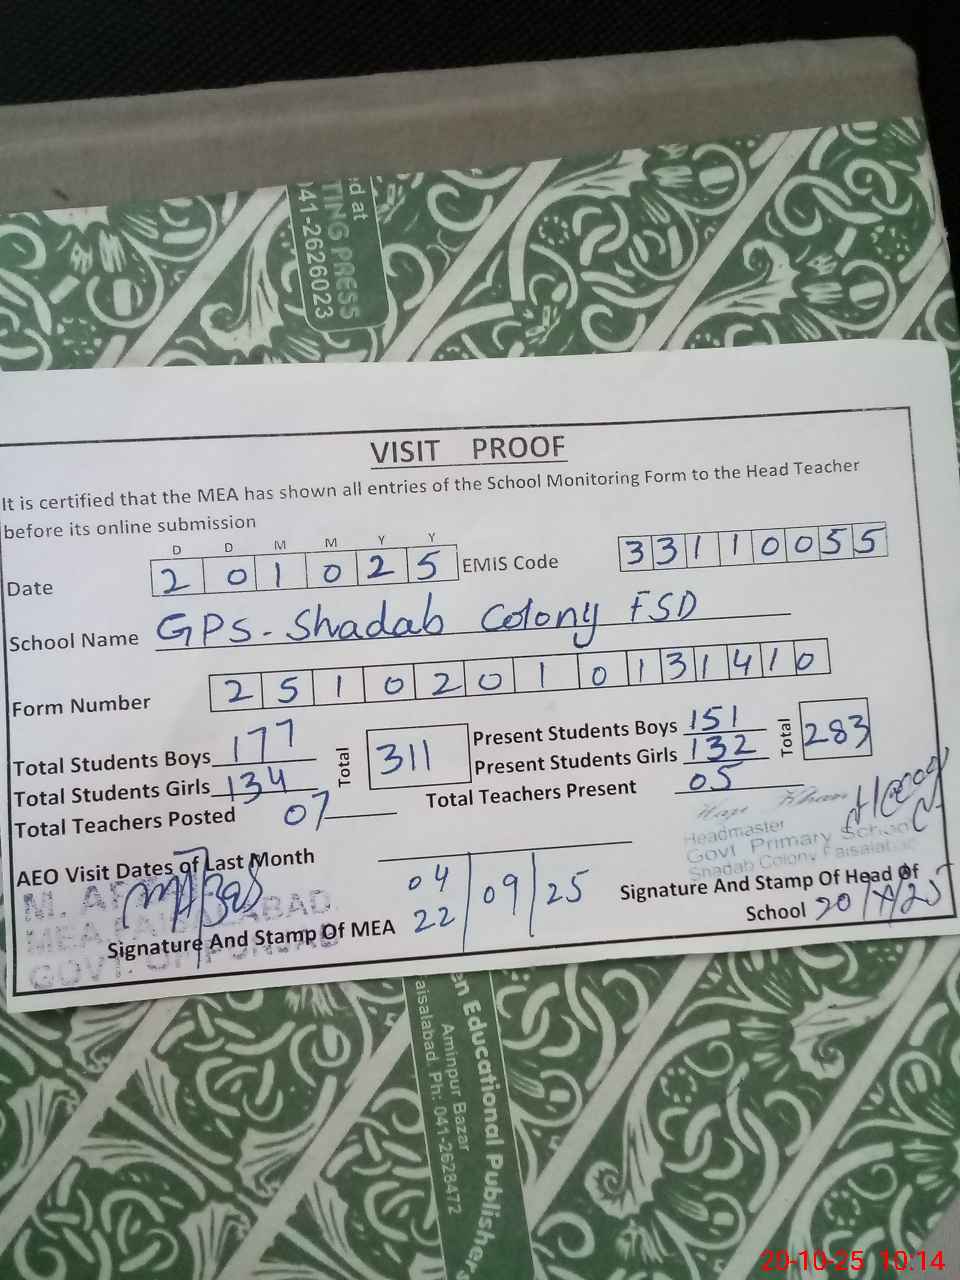 ed at
TING PRESS
041-2626023
VISIT PROOF
It is certified that the MEA has shown all entries of the School Monitoring Form to the Head Teacher
before its online submission
D D M M Y Y
Date 2 0 1 0 2 5 EMIS Code 3 3 1 1 0 0 5 5
School Name GPS - Shadab Colony FSD
Form Number 2 5 1 0 2 0 1 0 1 3 1 4 1 0
Total Students Boys 177 Total 311 Present Students Boys 151 Total 283
Total Students Girls 134 Present Students Girls 132
Total Teachers Posted 07 Total Teachers Present 05
Headmaster
Govt Primary School
Shadab Colony Faisalabad
AEO Visit Dates of Last Month
04 09 25
22
M. AF
MEA FAISALABAD
GOVT. OF PUNJAB
Signature And Stamp Of MEA
Signature And Stamp Of Head Of
School 20/X/25
en Educational Publishers
Aminpur Bazar
aisalabad. Ph: 041-2628472
20-10-25 10:14